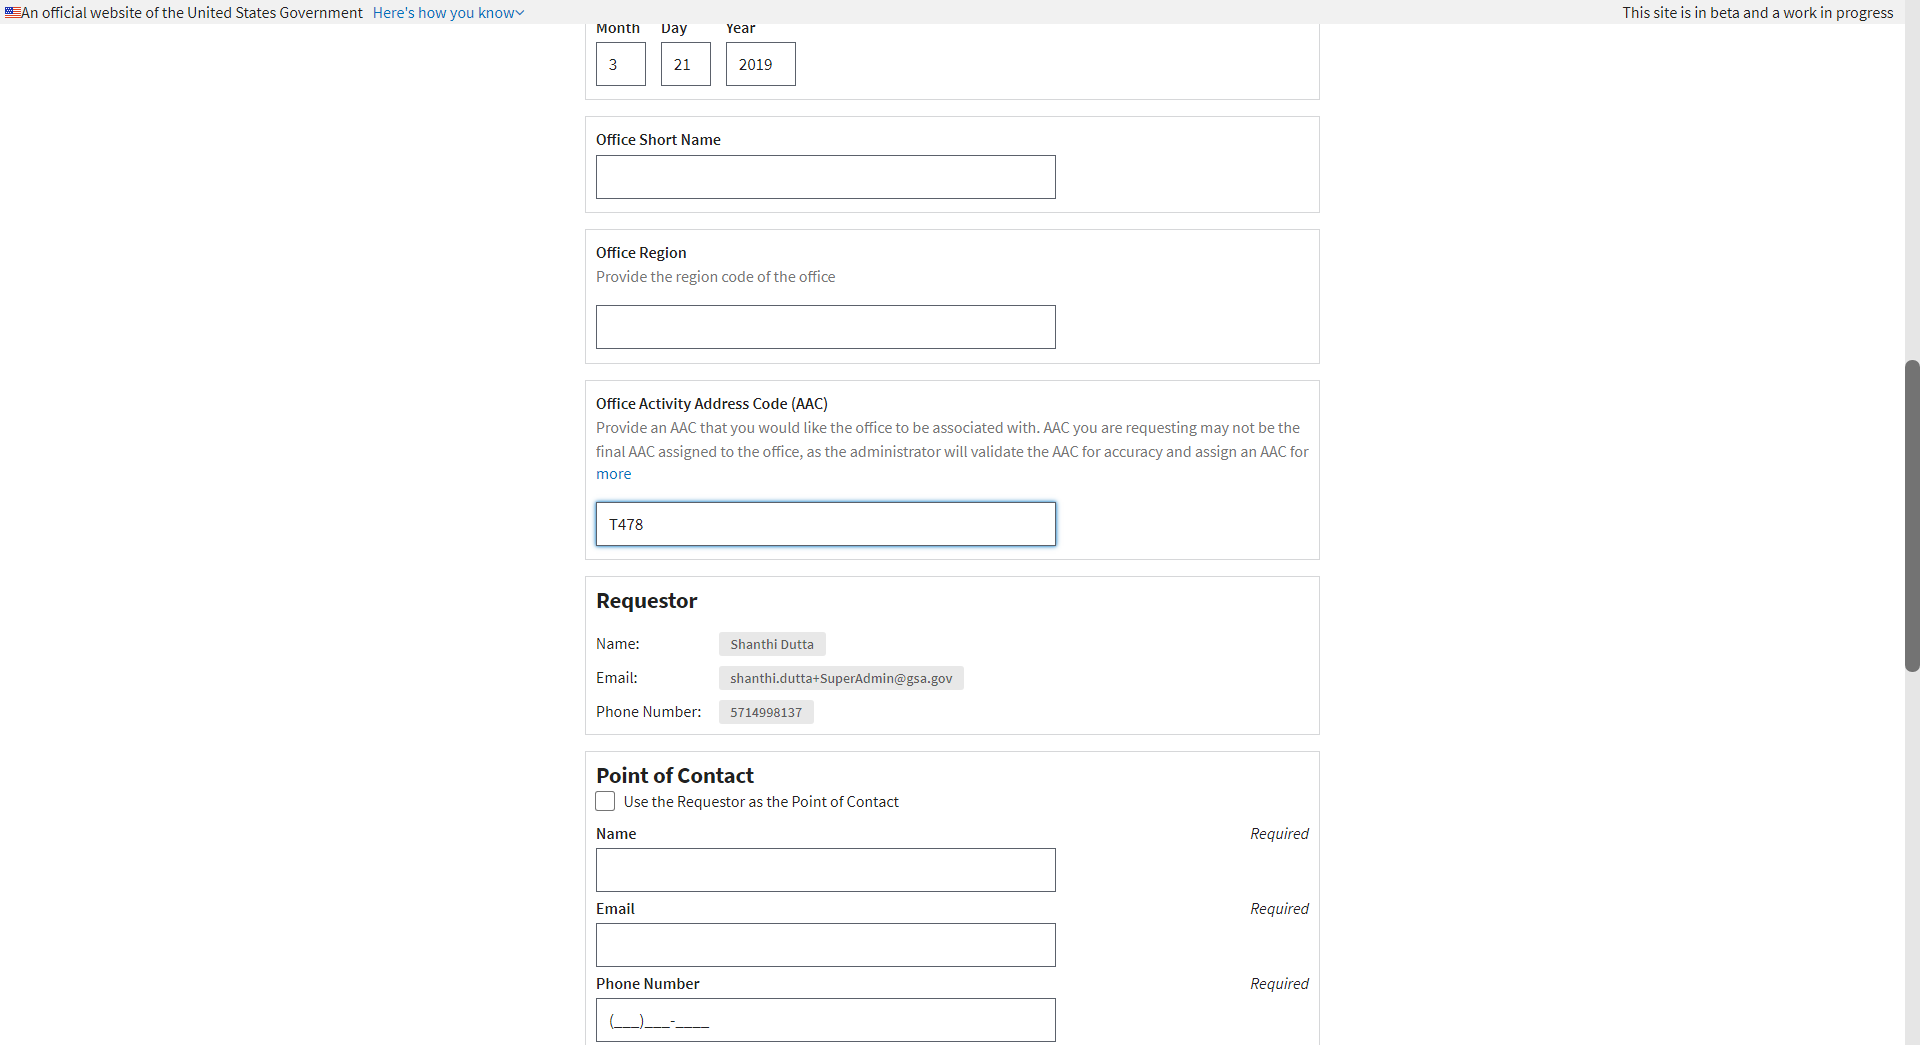 An official website of the United States Government Here's how you know
This site is in beta and a work in progress
Month Day Year
3 21 2019
Office Short Name
Office Region
Provide the region code of the office
Office Activity Address Code (AAC)
Provide an AAC that you would like the office to be associated with. AAC you are requesting may not be the
final AAC assigned to the office, as the administrator will validate the AAC for accuracy and assign an AAC for
more
T478
Requestor
Name: Shanthi Dutta
Email: shanthi.dutta+SuperAdmin@gsa.gov
Phone Number: 5714998137
Point of Contact
Use the Requestor as the Point of Contact
Name Required
Email Required
Phone Number Required
(___)___-____